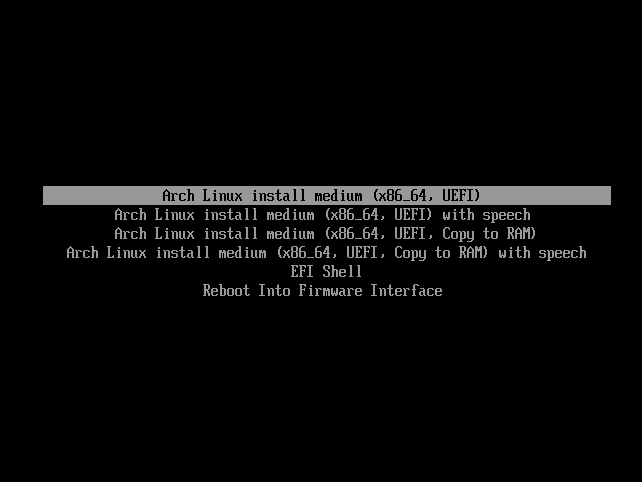 Arch Linux install medium (x86_64, UEFI)
Arch Linux install medium (x86_64, UEFI) with speech
Arch Linux install medium (x86_64, UEFI, Copy to RAM)
Arch Linux install medium (x86_64, UEFI, Copy to RAM) with speech
EFI Shell
Reboot Into Firmware Interface